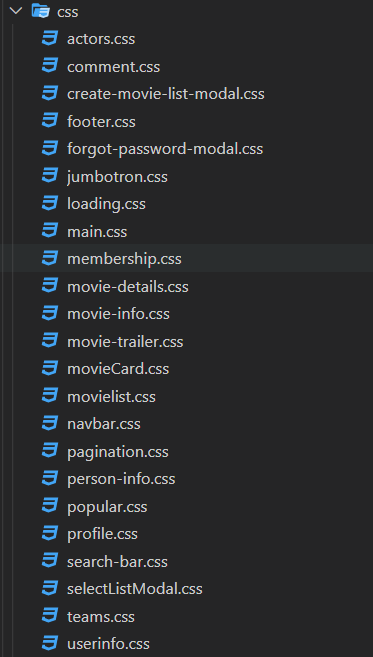 css
actors.css
comment.css
create-movie-list-modal.css
footer.css
forgot-password-modal.css
jumbotron.css
loading.css
main.css
membership.css
movie-details.css
movie-info.css
movie-trailer.css
movieCard.css
movielist.css
navbar.css
pagination.css
person-info.css
popular.css
profile.css
search-bar.css
selectListModal.css
teams.css
userinfo.css